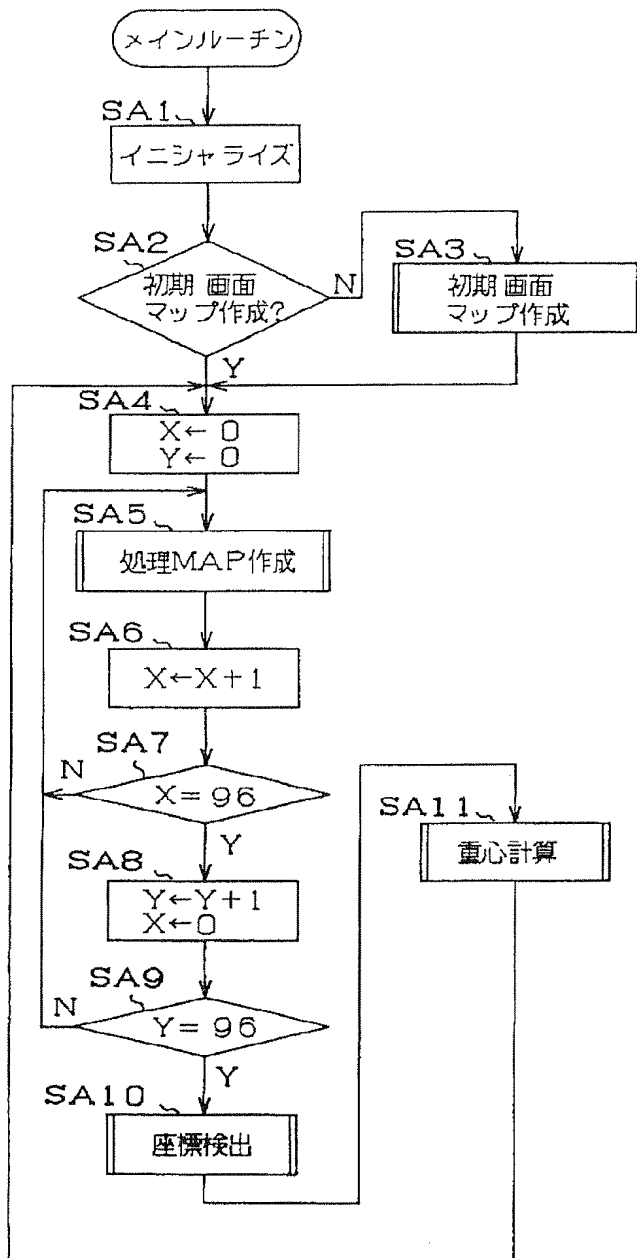 メインルーチン
SA1
イニシャライズ
SA2
初期画面
マップ作成?
N
Y
SA3
初期画面
マップ作成
SA4
X←0
Y←0
SA5
処理MAP作成
SA6
X←X+1
SA7
X=96
N
Y
SA8
Y←Y+1
X←0
SA9
Y=96
N
Y
SA10
座標検出
SA11
重心計算